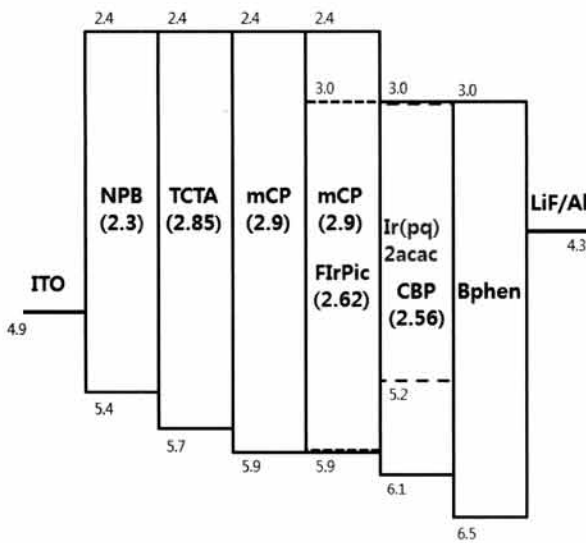 2.4
2.4
2.4
2.4
3.0
3.0
3.0
NPB
(2.3)
TCTA
(2.85)
mCP
(2.9)
mCP
(2.9)
FIrPic
(2.62)
Ir(pq)
2acac
CBP
(2.56)
Bphen
LiF/Al
4.3
ITO
4.9
5.4
5.7
5.9
5.9
5.2
6.1
6.5